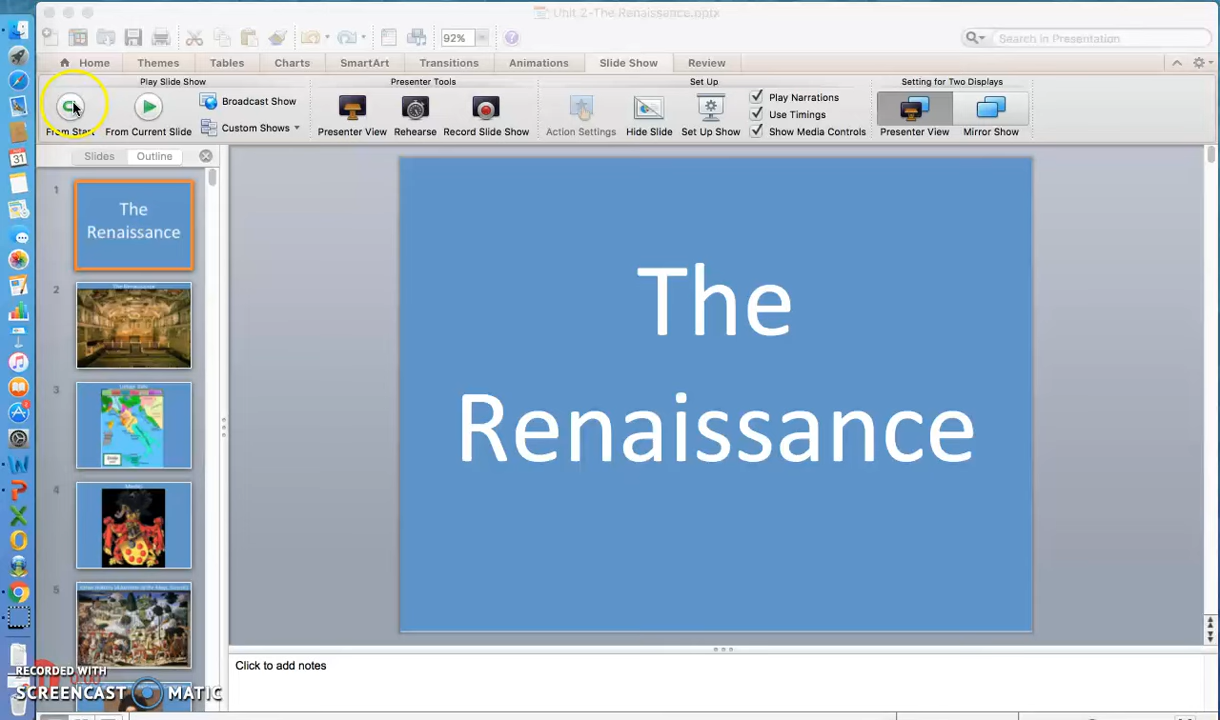 Unit 2-The Renaissance.pptx
92%
Search in Presentation
Home Themes Tables Charts SmartArt Transitions Animations Slide Show Review
Play Slide Show Presenter Tools Set Up Setting for Two Displays
Broadcast Show
Custom Shows
Play Narrations
Use Timings
Show Media Controls
From Start From Current Slide Presenter View Rehearse Record Slide Show Action Settings Hide Slide Set Up Show Presenter View Mirror Show
Slides Outline
31
1
The
Renaissance
2
The Renaissance
3
4
5
The
Renaissance
Click to add notes
RECORDED WITH
SCREENCAST MATIC